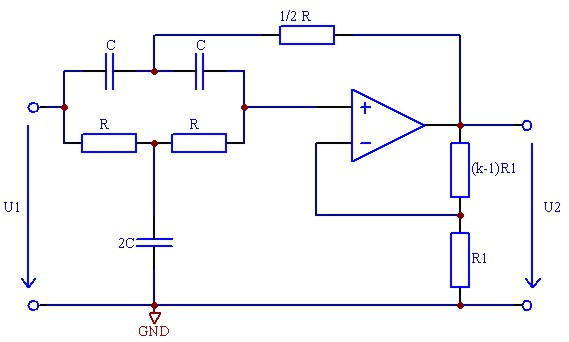 1/2 R
C
C
R
R
+
−
(k-1)R1
U1
U2
2C
R1
GND